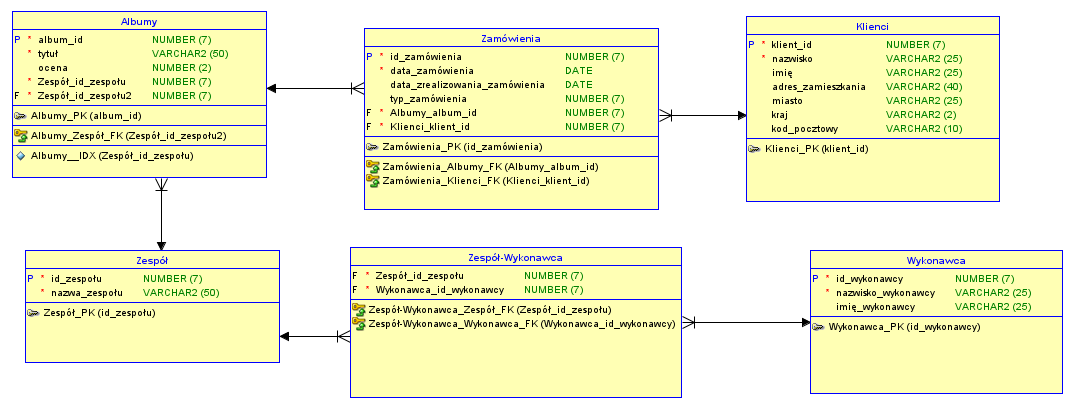 Albumy
P * album_id NUMBER (7)
* tytuł VARCHAR2 (50)
ocena NUMBER (2)
* Zespół_id_zespołu NUMBER (7)
F * Zespół_id_zespołu2 NUMBER (7)
Albumy_PK (album_id)
Albumy_Zespół_FK (Zespół_id_zespołu2)
Albumy__IDX (Zespół_id_zespołu)
Zamówienia
P * id_zamówienia NUMBER (7)
* data_zamówienia DATE
data_zrealizowania_zamówienia DATE
typ_zamówienia NUMBER (7)
F * Albumy_album_id NUMBER (7)
F * Klienci_klient_id NUMBER (7)
Zamówienia_PK (id_zamówienia)
Zamówienia_Albumy_FK (Albumy_album_id)
Zamówienia_Klienci_FK (Klienci_klient_id)
Klienci
P * klient_id NUMBER (7)
* nazwisko VARCHAR2 (25)
imię VARCHAR2 (25)
adres_zamieszkania VARCHAR2 (40)
miasto VARCHAR2 (25)
kraj VARCHAR2 (2)
kod_pocztowy VARCHAR2 (10)
Klienci_PK (klient_id)
Zespół
P * id_zespołu NUMBER (7)
* nazwa_zespołu VARCHAR2 (50)
Zespół_PK (id_zespołu)
Zespół-Wykonawca
F * Zespół_id_zespołu NUMBER (7)
F * Wykonawca_id_wykonawcy NUMBER (7)
Zespół-Wykonawca_Zespół_FK (Zespół_id_zespołu)
Zespół-Wykonawca_Wykonawca_FK (Wykonawca_id_wykonawcy)
Wykonawca
P * id_wykonawcy NUMBER (7)
* nazwisko_wykonawcy VARCHAR2 (25)
imię_wykonawcy VARCHAR2 (25)
Wykonawca_PK (id_wykonawcy)